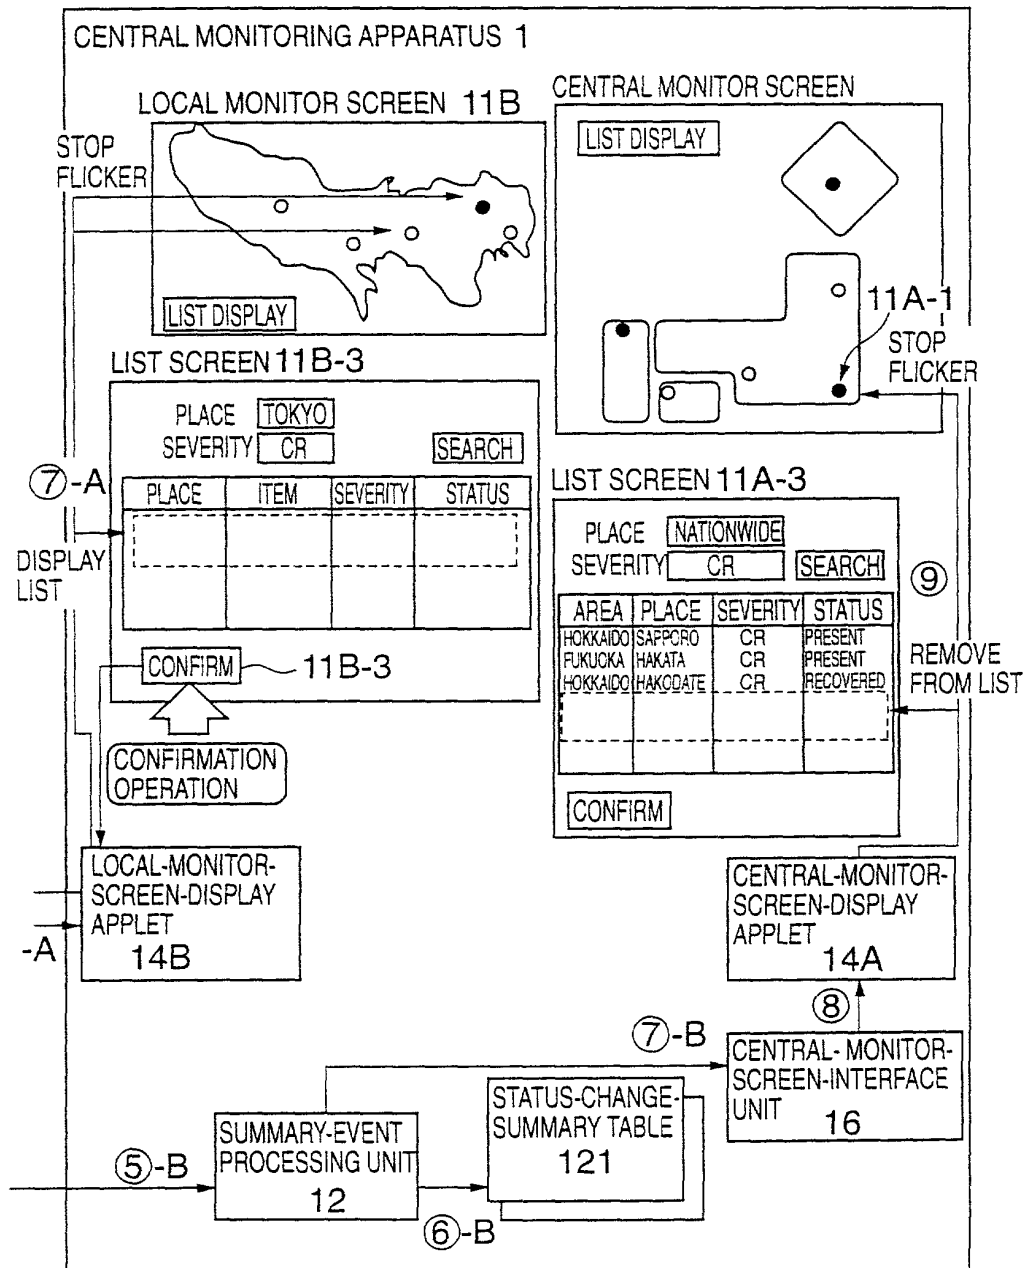 CENTRAL MONITORING APPARATUS 1
LOCAL MONITOR SCREEN 11B
STOP
FLICKER
LIST DISPLAY
CENTRAL MONITOR SCREEN
LIST DISPLAY
11A-1
STOP
FLICKER
LIST SCREEN 11B-3
PLACE TOKYO
SEVERITY CR SEARCH
PLACE ITEM SEVERITY STATUS
⑦-A
DISPLAY
LIST
CONFIRM 11B-3
CONFIRMATION
OPERATION
LIST SCREEN 11A-3
PLACE NATIONWIDE
SEVERITY CR SEARCH
AREA PLACE SEVERITY STATUS
HOKKAIDO SAPPORO CR PRESENT
FUKUOKA HAKATA CR PRESENT
HOKKAIDO HAKODATE CR RECOVERED
CONFIRM
⑨
REMOVE
FROM LIST
LOCAL-MONITOR-
SCREEN-DISPLAY
APPLET
14B
-A
CENTRAL-MONITOR-
SCREEN-DISPLAY
APPLET
14A
⑧
⑦-B
CENTRAL- MONITOR-
SCREEN-INTERFACE
UNIT
16
STATUS-CHANGE-
SUMMARY TABLE
121
SUMMARY-EVENT
PROCESSING UNIT
12
⑤-B
⑥-B